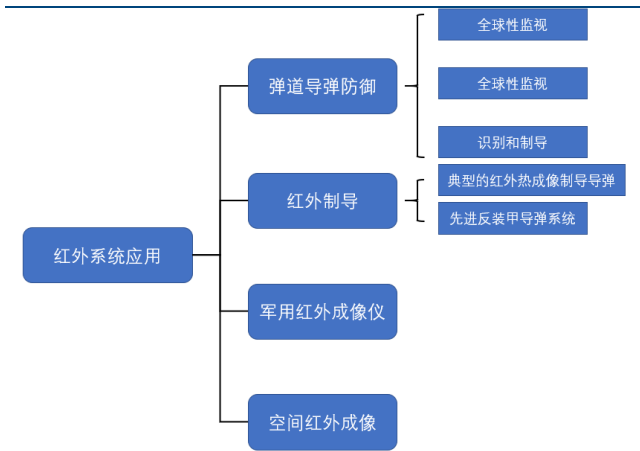 红外系统应用
弹道导弹防御
全球性监视
全球性监视
识别和制导
红外制导
典型的红外热成像制导导弹
先进反装甲导弹系统
军用红外成像仪
空间红外成像